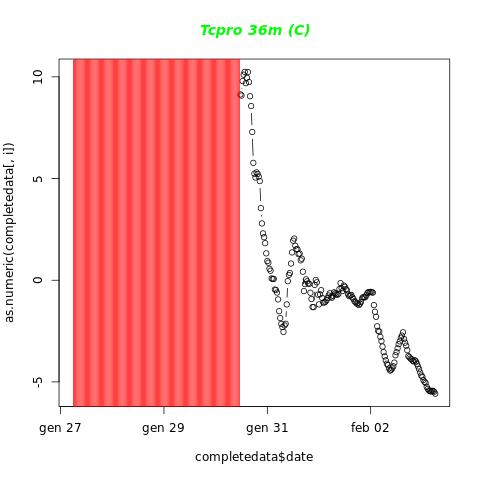 Tcpro 36m (C)
as.numeric(completedata[, i])
10
5
0
-5
gen 27
gen 29
gen 31
feb 02
completedata$date